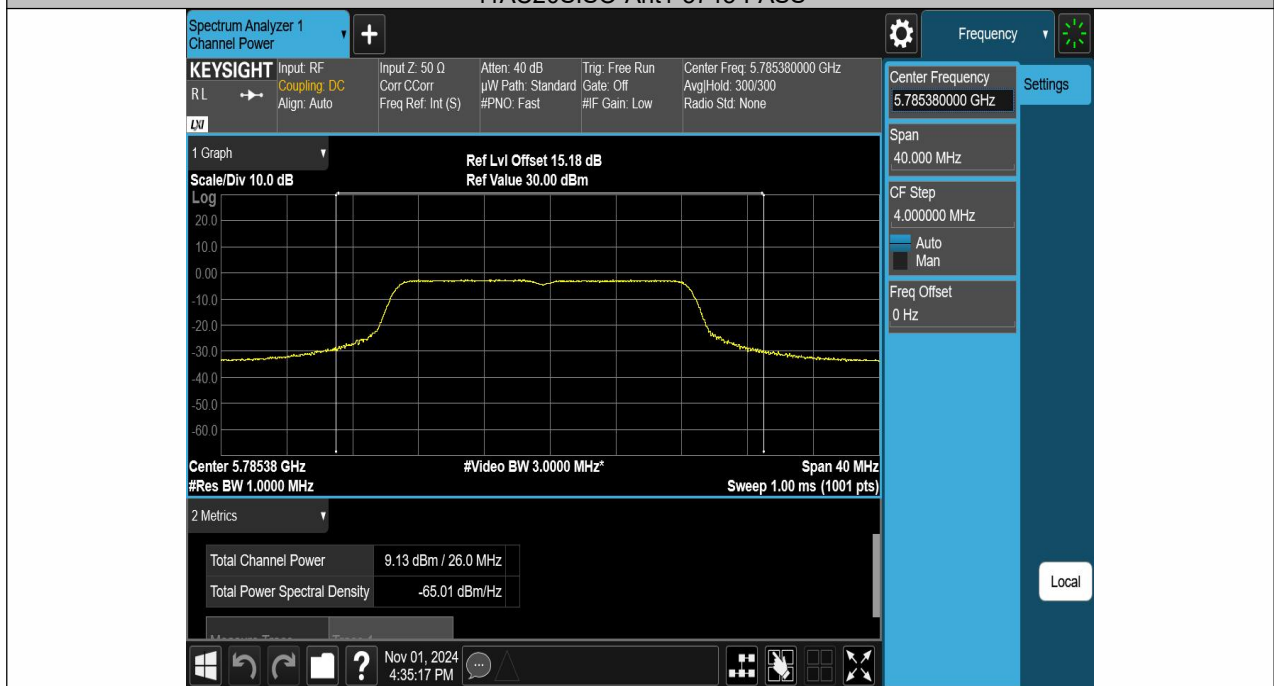 Spectrum Analyzer 1
Channel Power
+
Frequency
KEYSIGHT
R L
LXI
Input: RF
Coupling: DC
Align: Auto
Input Z: 50 Ω
Corr CCorr
Freq Ref: Int (S)
Atten: 40 dB
µW Path: Standard
#PNO: Fast
Trig: Free Run
Gate: Off
#IF Gain: Low
Center Freq: 5.785380000 GHz
Avg|Hold: 300/300
Radio Std: None
Center Frequency
5.785380000 GHz
Settings
Span
40.000 MHz
CF Step
4.000000 MHz
Auto
Man
Freq Offset
0 Hz
Local
1 Graph
Scale/Div 10.0 dB
Ref Lvl Offset 15.18 dB
Ref Value 30.00 dBm
Log
20.0
10.0
0.00
-10.0
-20.0
-30.0
-40.0
-50.0
-60.0
Center 5.78538 GHz
#Res BW 1.0000 MHz
#Video BW 3.0000 MHz*
Span 40 MHz
Sweep 1.00 ms (1001 pts)
2 Metrics
Total Channel Power 9.13 dBm / 26.0 MHz
Total Power Spectral Density -65.01 dBm/Hz
?
Nov 01, 2024
4:35:17 PM